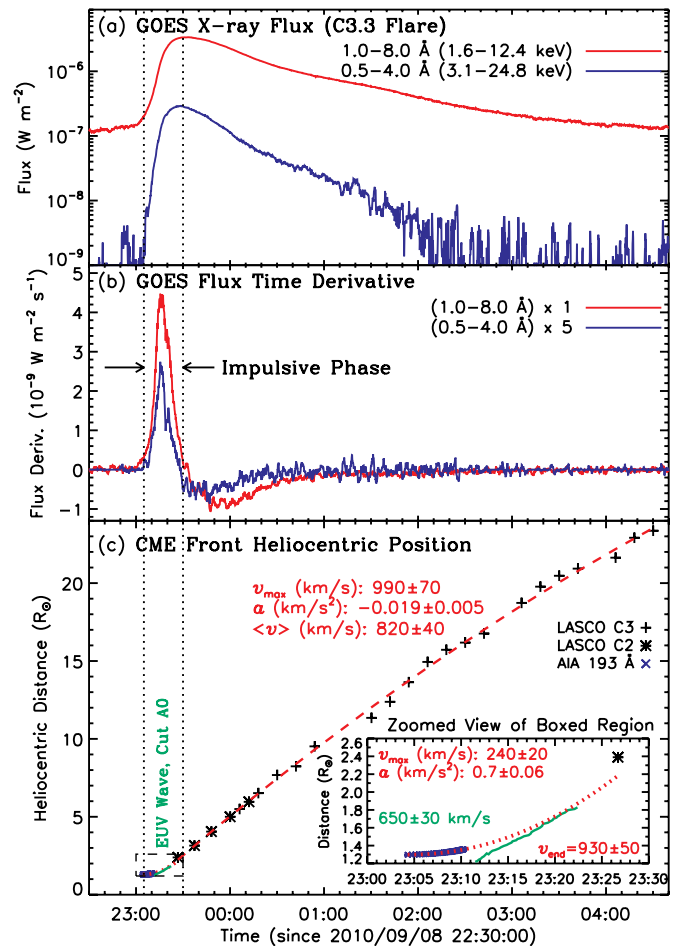 (a) GOES X-ray Flux (C3.3 Flare)
1.0-8.0 Å (1.6-12.4 keV)
0.5-4.0 Å (3.1-24.8 keV)
Flux (W m⁻²)
10⁻⁶
10⁻⁷
10⁻⁸
10⁻⁹
(b) GOES Flux Time Derivative
(1.0-8.0 Å) x 1
(0.5-4.0 Å) x 5
Impulsive Phase
Flux Deriv. (10⁻⁹ W m⁻² s⁻¹)
5
4
3
2
1
0
-1
(c) CME Front Heliocentric Position
υmax (km/s): 990±70
a (km/s²): -0.019±0.005
<υ> (km/s): 820±40
LASCO C3 +
LASCO C2 ✱
AIA 193 Å ×
EUV Wave, Cut A0
Heliocentric Distance (R☉)
20
15
10
5
0
Zoomed View of Boxed Region
υmax (km/s): 240±20
a (km/s²): 0.7±0.06
650±30 km/s
υend=930±50
Distance (R☉)
2.6
2.4
2.2
2.0
1.8
1.6
1.4
1.2
23:00 23:05 23:10 23:15 23:20 23:25 23:30
23:00 00:00 01:00 02:00 03:00 04:00
Time (since 2010/09/08 22:30:00)